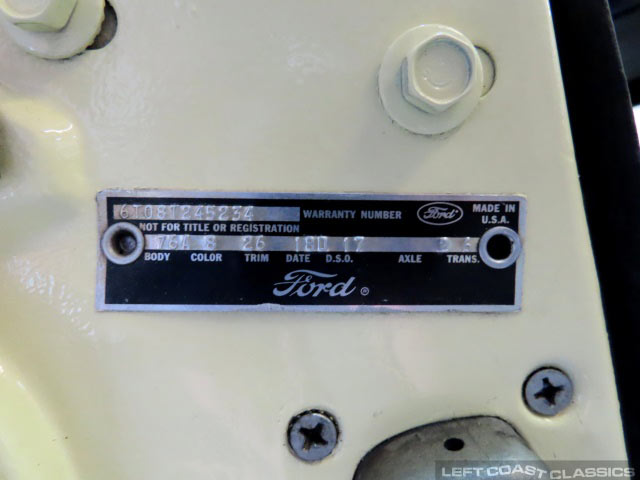 6T08T245234 WARRANTY NUMBER Ford MADE IN U.S.A.
NOT FOR TITLE OR REGISTRATION
76A 8 26 18D 17
BODY COLOR TRIM DATE D.S.O. AXLE TRANS.
Ford ®
LEFT COAST CLASSICS